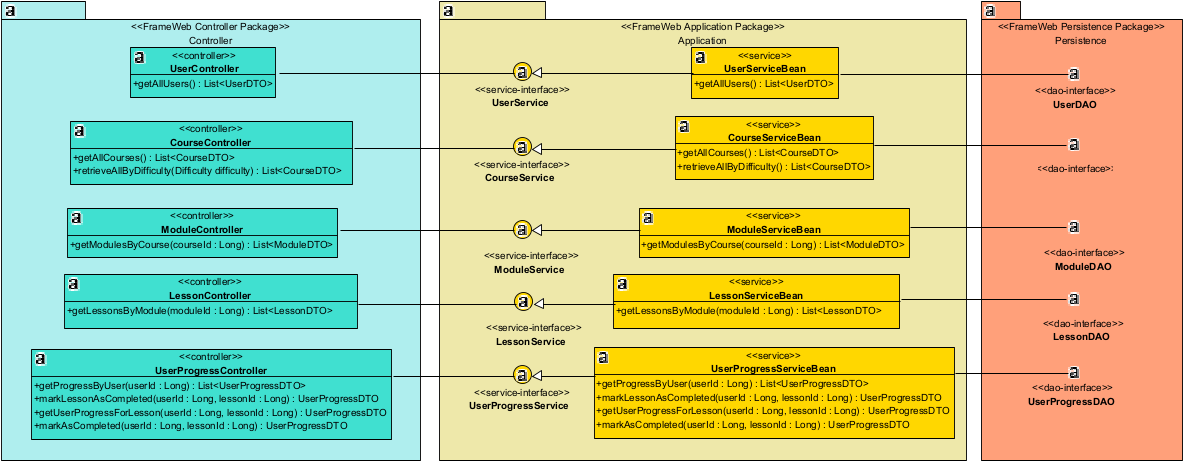 <<FrameWeb Controller Package>>
Controller
<<controller>>
UserController
+getAllUsers() : List<UserDTO>
<<controller>>
CourseController
+getAllCourses() : List<CourseDTO>
+retrieveAllByDifficulty(Difficulty difficulty) : List<CourseDTO>
<<controller>>
ModuleController
+getModulesByCourse(courseId : Long) : List<ModuleDTO>
<<controller>>
LessonController
+getLessonsByModule(moduleId : Long) : List<LessonDTO>
<<controller>>
UserProgressController
+getProgressByUser(userId : Long) : List<UserProgressDTO>
+markLessonAsCompleted(userId : Long, lessonId : Long) : UserProgressDTO
+getUserProgressForLesson(userId : Long, lessonId : Long) : UserProgressDTO
+markAsCompleted(userId : Long, lessonId : Long) : UserProgressDTO
<<FrameWeb Application Package>>
Application
<<service-interface>>
UserService
<<service-interface>>
CourseService
<<service-interface>>
ModuleService
<<service-interface>>
LessonService
<<service-interface>>
UserProgressService
<<service>>
UserServiceBean
+getAllUsers() : List<UserDTO>
<<service>>
CourseServiceBean
+getAllCourses() : List<CourseDTO>
+retrieveAllByDifficulty() : List<CourseDTO>
<<service>>
ModuleServiceBean
+getModulesByCourse(courseId : Long) : List<ModuleDTO>
<<service>>
LessonServiceBean
+getLessonsByModule(moduleId : Long) : List<LessonDTO>
<<service>>
UserProgressServiceBean
+getProgressByUser(userId : Long) : List<UserProgressDTO>
+markLessonAsCompleted(userId : Long, lessonId : Long) : UserProgressDTO
+getUserProgressForLesson(userId : Long, lessonId : Long) : UserProgressDTO
+markAsCompleted(userId : Long, lessonId : Long) : UserProgressDTO
<<FrameWeb Persistence Package>>
Persistence
<<dao-interface>>
UserDAO
<<dao-interface>
<<dao-interface>>
ModuleDAO
<<dao-interface>>
LessonDAO
<<dao-interface>>
UserProgressDAO